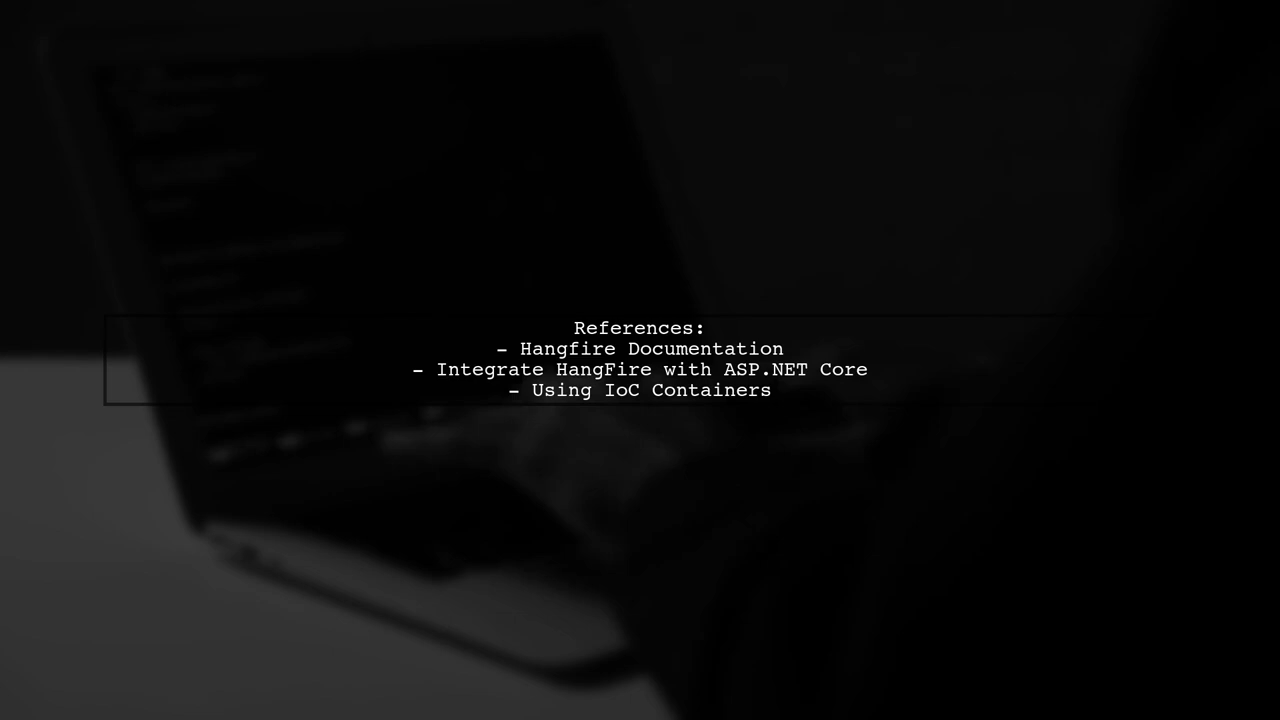 References:
- Hangfire Documentation
- Integrate HangFire with ASP.NET Core
- Using IoC Containers